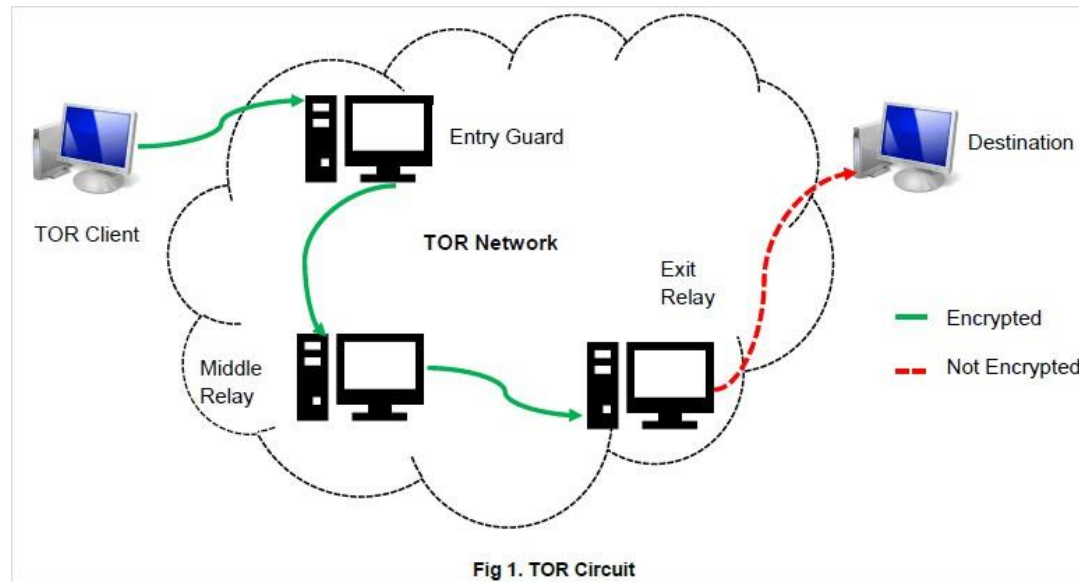 Entry Guard
Destination
TOR Client
TOR Network
Exit
Relay
Encrypted
Middle
Relay
Not Encrypted
Fig 1. TOR Circuit